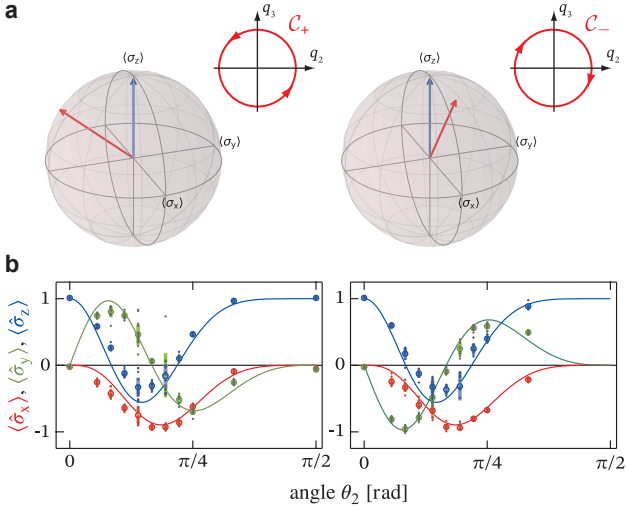 a
q₃
C₊
q₂
⟨σz⟩
⟨σy⟩
⟨σx⟩
q₃
C₋
q₂
⟨σz⟩
⟨σy⟩
⟨σx⟩
b
⟨σ̂x⟩, ⟨σ̂y⟩, ⟨σ̂z⟩
1
0
-1
0
π/4
π/2
1
0
-1
0
π/4
π/2
angle θ₂ [rad]